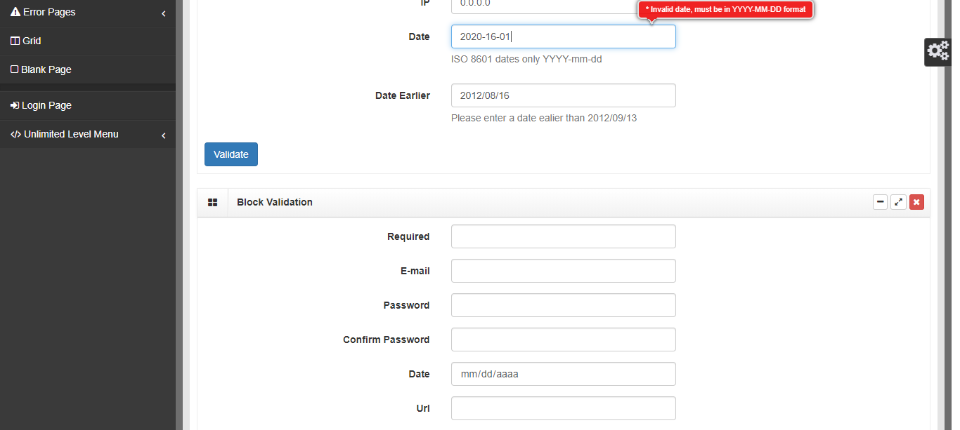 Error Pages
Grid
Blank Page
Login Page
Unlimited Level Menu
IP
0.0.0.0
* Invalid date, must be in YYYY-MM-DD format
Date
2020-16-01
ISO 8601 dates only YYYY-mm-dd
Date Earlier
2012/08/16
Please enter a date ealier than 2012/09/13
Validate
Block Validation
Required
E-mail
Password
Confirm Password
Date
mm/dd/aaaa
Url